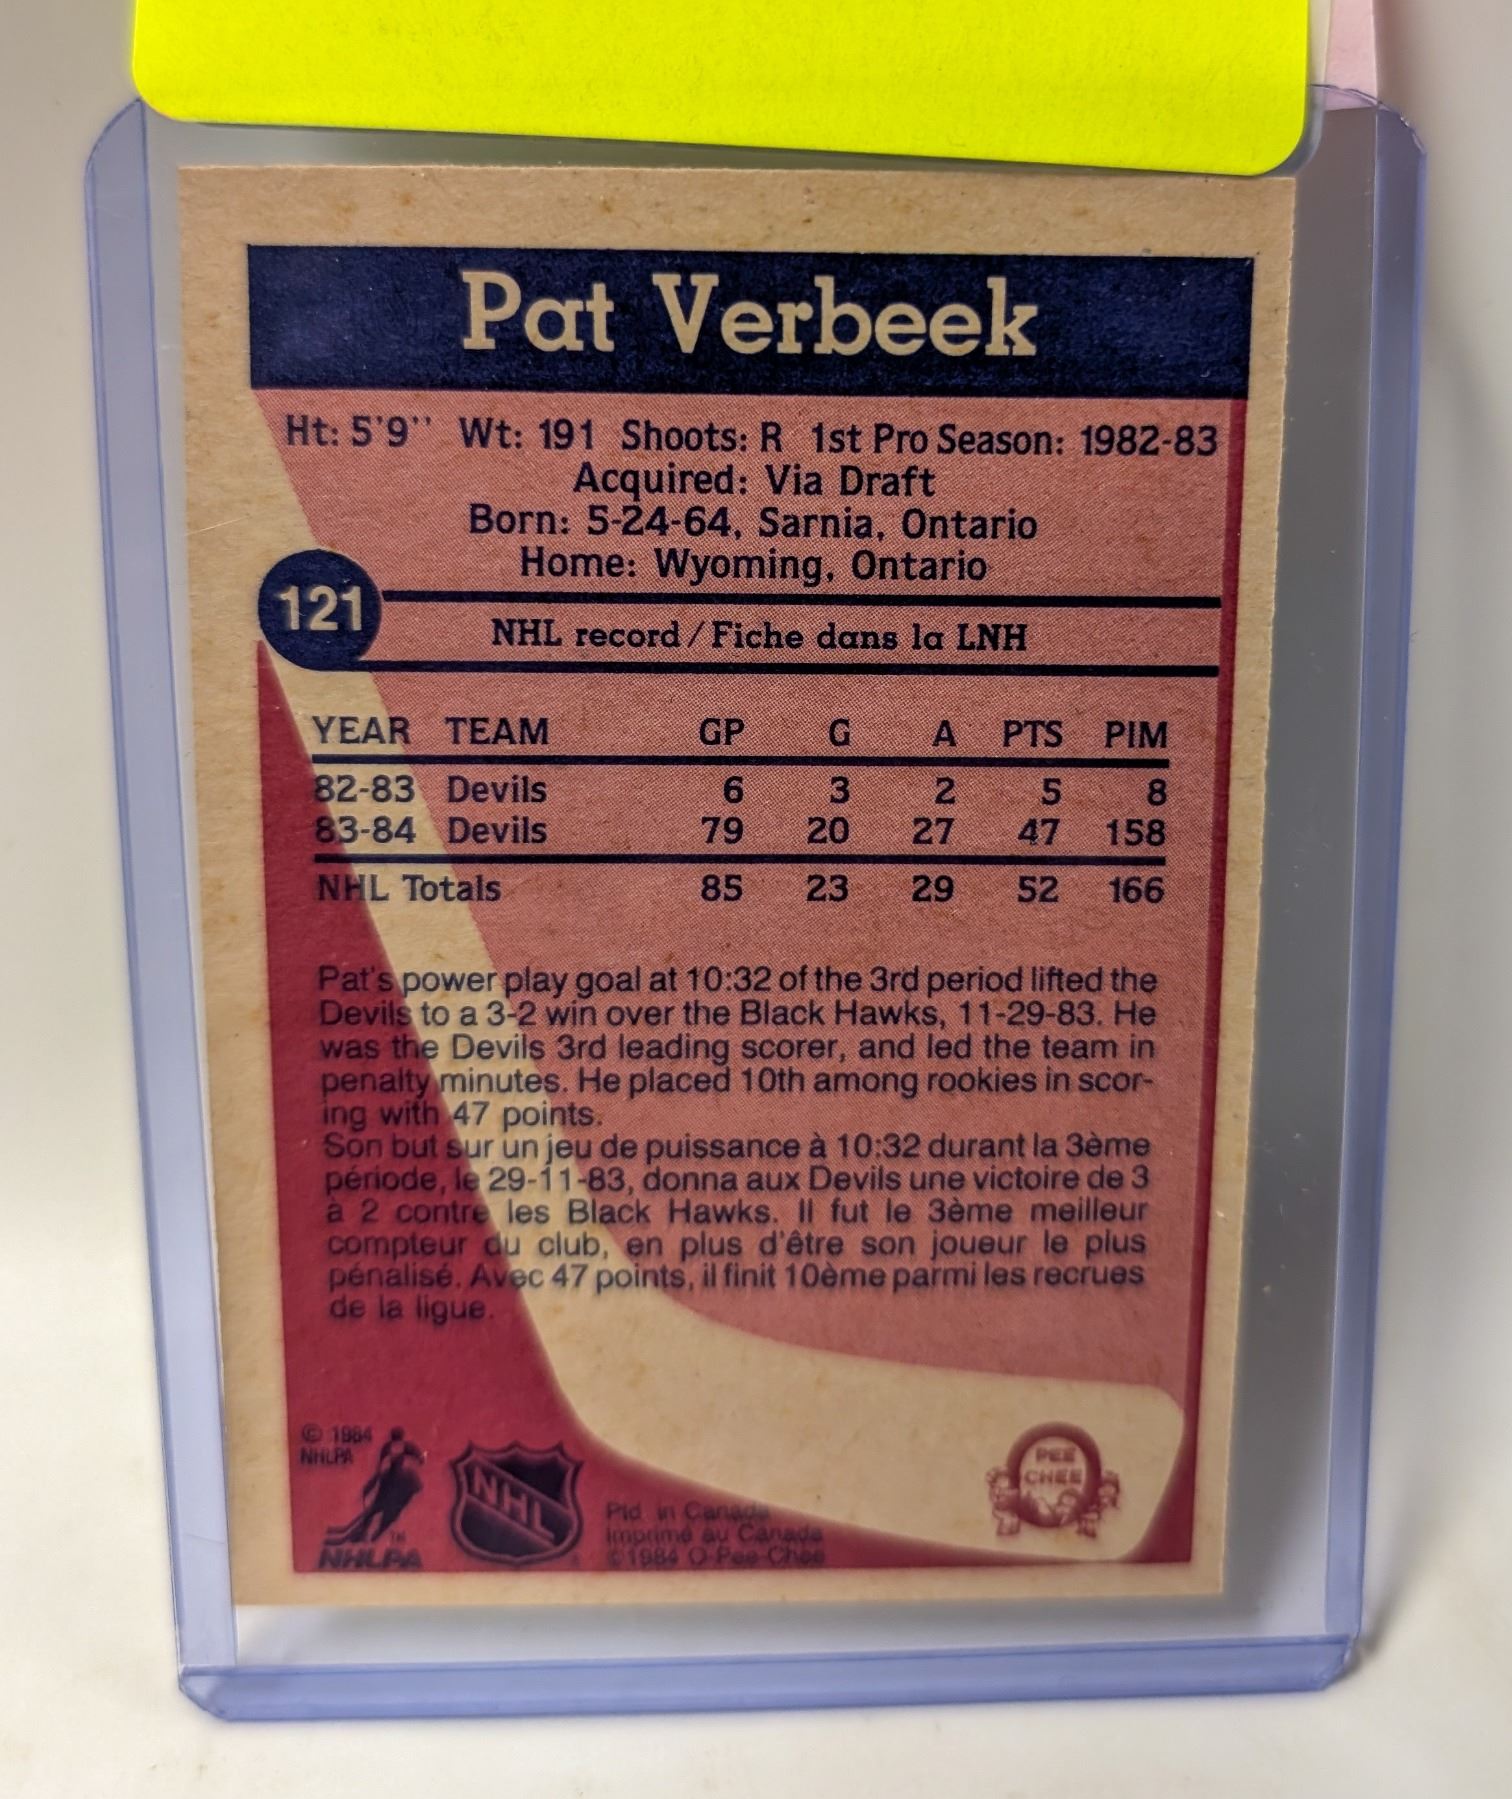 Pat Verbeek
Ht: 5'9'' Wt: 191 Shoots: R 1st Pro Season: 1982-83
Acquired: Via Draft
Born: 5-24-64, Sarnia, Ontario
Home: Wyoming, Ontario
121
NHL record / Fiche dans la LNH
YEAR TEAM GP G A PTS PIM
82-83 Devils 6 3 2 5 8
83-84 Devils 79 20 27 47 158
NHL Totals 85 23 29 52 166
Pat's power play goal at 10:32 of the 3rd period lifted the
Devils to a 3-2 win over the Black Hawks, 11-29-83. He
was the Devils 3rd leading scorer, and led the team in
penalty minutes. He placed 10th among rookies in scor-
ing with 47 points.
Son but sur un jeu de puissance à 10:32 durant la 3ème
période, le 29-11-83, donna aux Devils une victoire de 3
à 2 contre les Black Hawks. Il fut le 3ème meilleur
compteur du club, en plus d'être son joueur le plus
pénalisé. Avec 47 points, il finit 10ème parmi les recrues
de la ligue.
© 1984
NHLPA
TM
NHLPA
NHL
Ptd. in Canada
Imprimé au Canada
©1984 O-Pee-Chee
O
PEE
CHEE